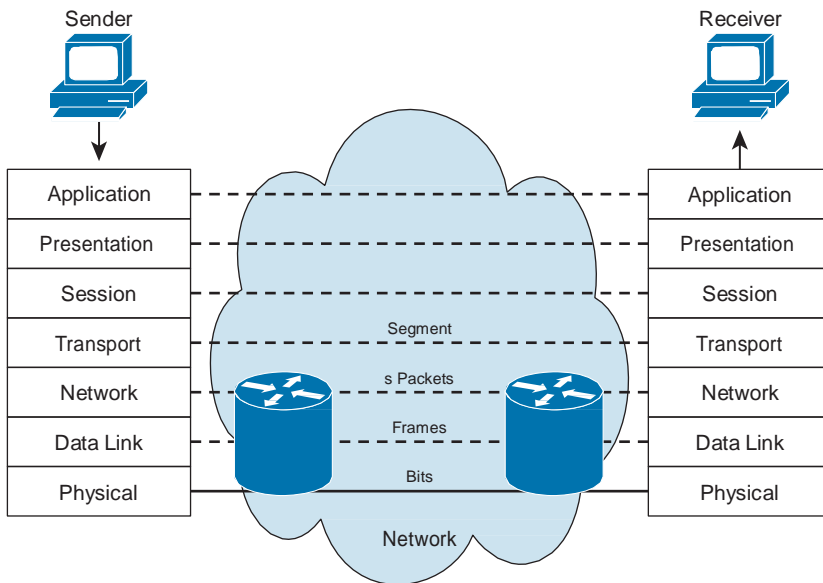 Sender
Receiver
Application
Application
Presentation
Presentation
Session
Session
Segment
Transport
Transport
s Packets
Network
Network
Frames
Data Link
Data Link
Bits
Physical
Physical
Network